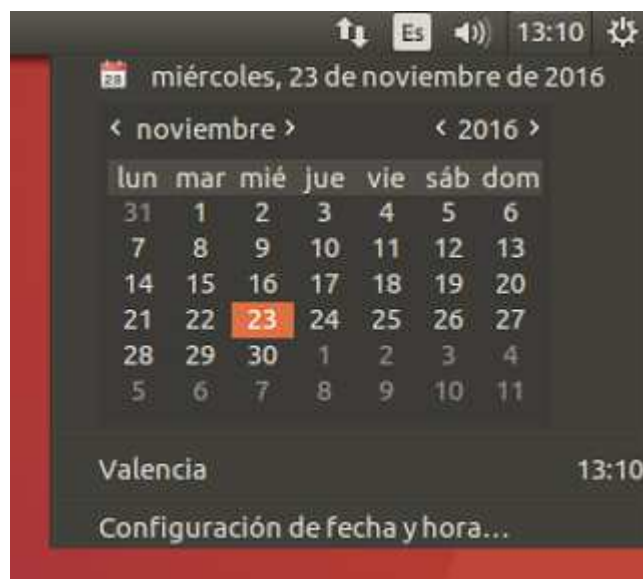 Es 13:10
23 miércoles, 23 de noviembre de 2016
< noviembre > < 2016 >
lun mar mié jue vie sáb dom
31 1 2 3 4 5 6
7 8 9 10 11 12 13
14 15 16 17 18 19 20
21 22 23 24 25 26 27
28 29 30 1 2 3 4
5 6 7 8 9 10 11
Valencia 13:10
Configuración de fecha y hora...